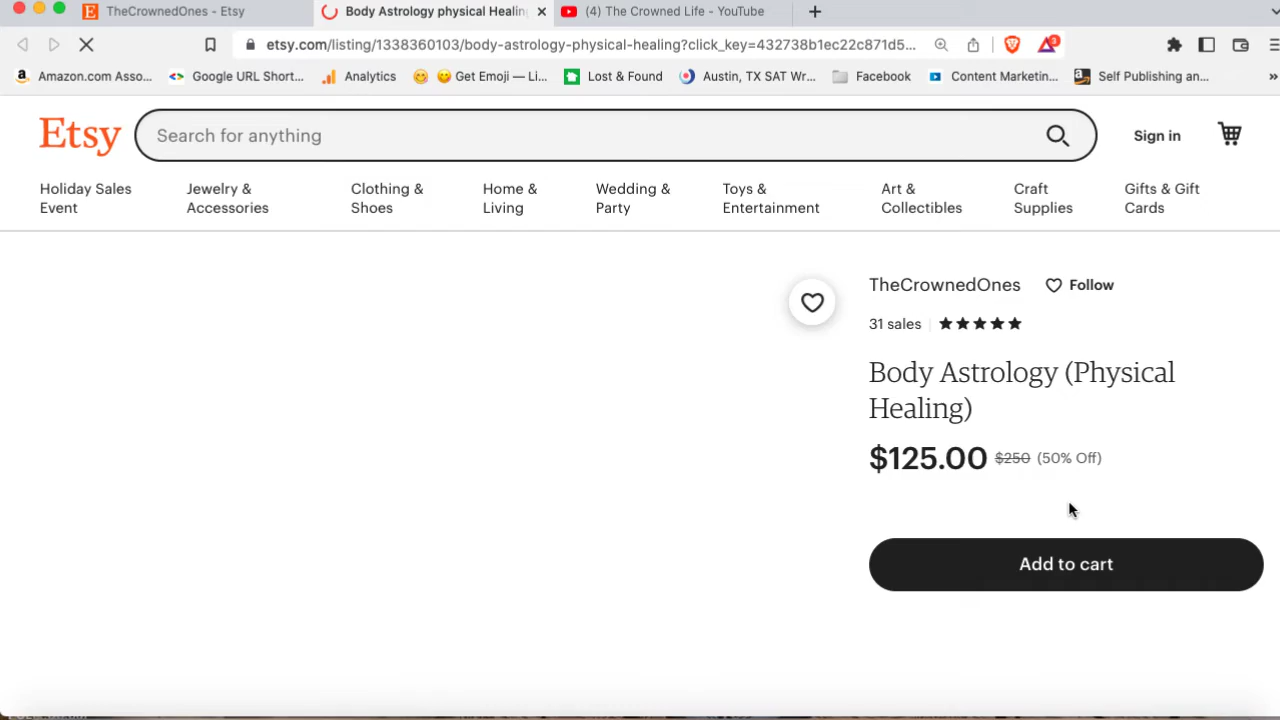 TheCrownedOnes - Etsy
Body Astrology physical Healin
(4) The Crowned Life - YouTube
etsy.com/listing/1338360103/body-astrology-physical-healing?click_key=432738b1ec22c871d5...
3
Amazon.com Asso...
Google URL Short...
Analytics
Get Emoji — Li...
Lost & Found
Austin, TX SAT Wr...
Facebook
Content Marketin...
Self Publishing an...
Etsy
Search for anything
Sign in
Holiday Sales
Event
Jewelry &
Accessories
Clothing &
Shoes
Home &
Living
Wedding &
Party
Toys &
Entertainment
Art &
Collectibles
Craft
Supplies
Gifts & Gift
Cards
TheCrownedOnes Follow
31 sales
Body Astrology (Physical
Healing)
$125.00 $250 (50% Off)
Add to cart